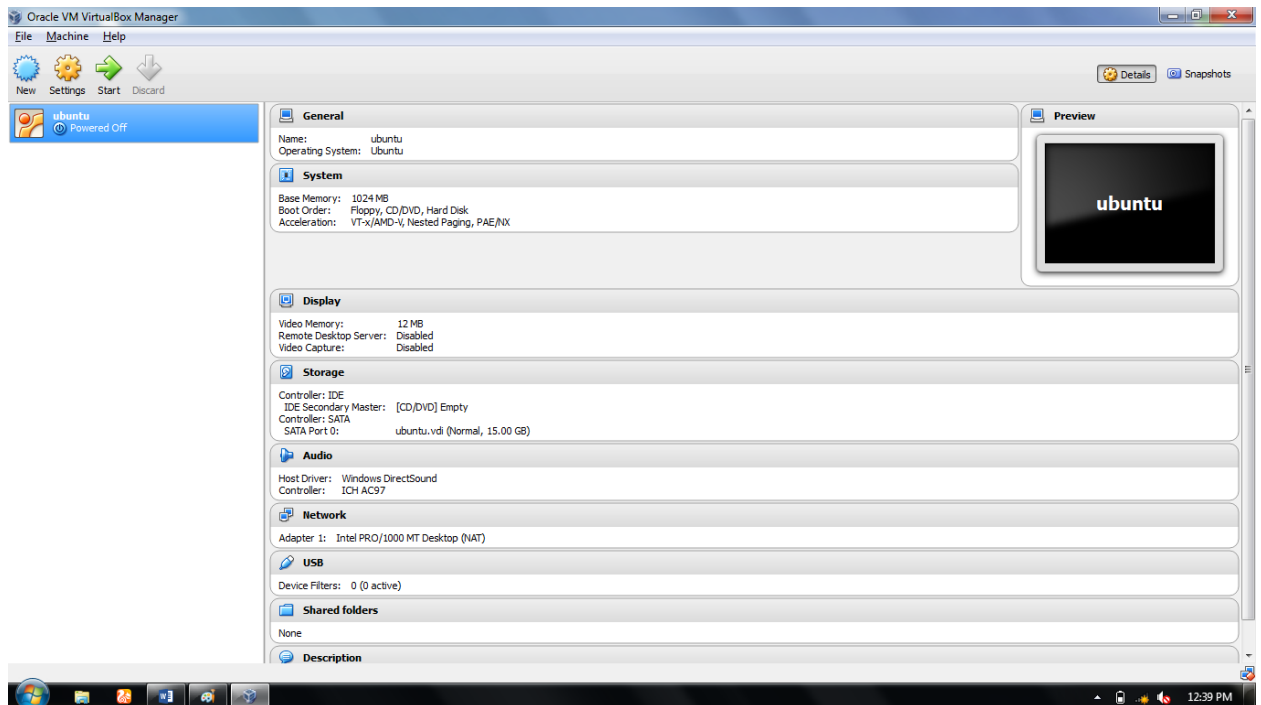 Oracle VM VirtualBox Manager
File Machine Help
New Settings Start Discard
Details Snapshots
ubuntu
Powered Off
General
Name: ubuntu
Operating System: Ubuntu
System
Base Memory: 1024 MB
Boot Order: Floppy, CD/DVD, Hard Disk
Acceleration: VT-x/AMD-V, Nested Paging, PAE/NX
Preview
ubuntu
Display
Video Memory: 12 MB
Remote Desktop Server: Disabled
Video Capture: Disabled
Storage
Controller: IDE
IDE Secondary Master: [CD/DVD] Empty
Controller: SATA
SATA Port 0: ubuntu.vdi (Normal, 15.00 GB)
Audio
Host Driver: Windows DirectSound
Controller: ICH AC97
Network
Adapter 1: Intel PRO/1000 MT Desktop (NAT)
USB
Device Filters: 0 (0 active)
Shared folders
None
Description
12:39 PM